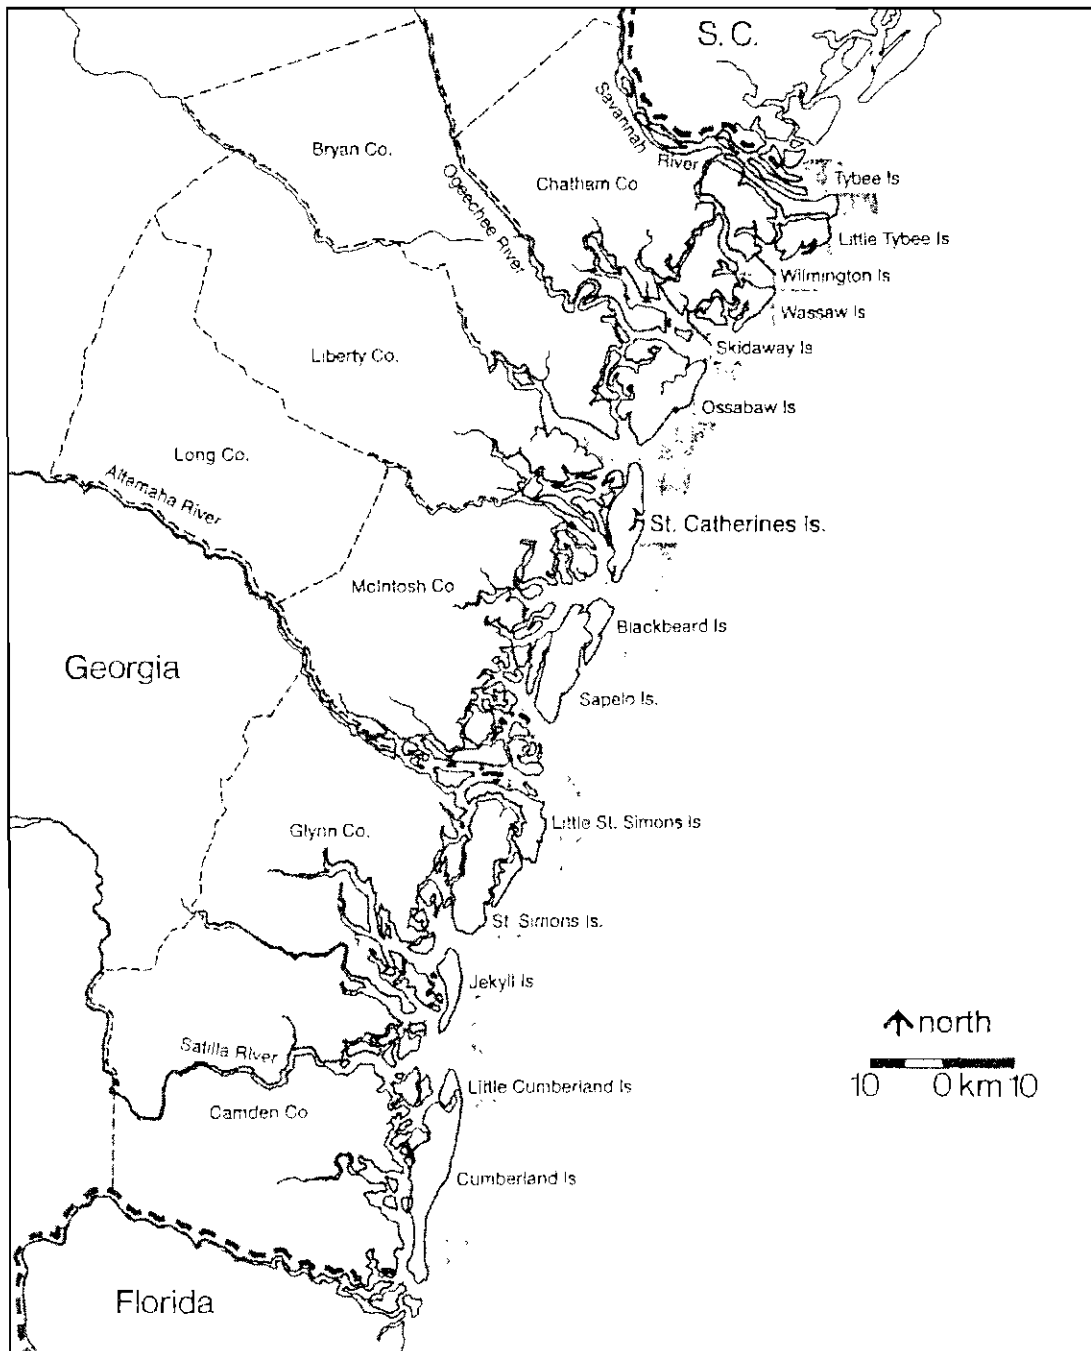 S.C.
Savannah
River
Bryan Co.
Ogeechee River
Chatham Co
Tybee Is
Little Tybee Is
Wilmington Is
Wassaw Is
Skidaway Is
Liberty Co.
Ossabaw Is
Long Co.
Altamaha River
St. Catherines Is.
McIntosh Co
Blackbeard Is
Georgia
Sapelo Is.
Glynn Co.
Little St. Simons Is
St. Simons Is.
Jekyll Is
north
10 0 km 10
Satilla River
Little Cumberland Is
Camden Co
Cumberland Is
Florida